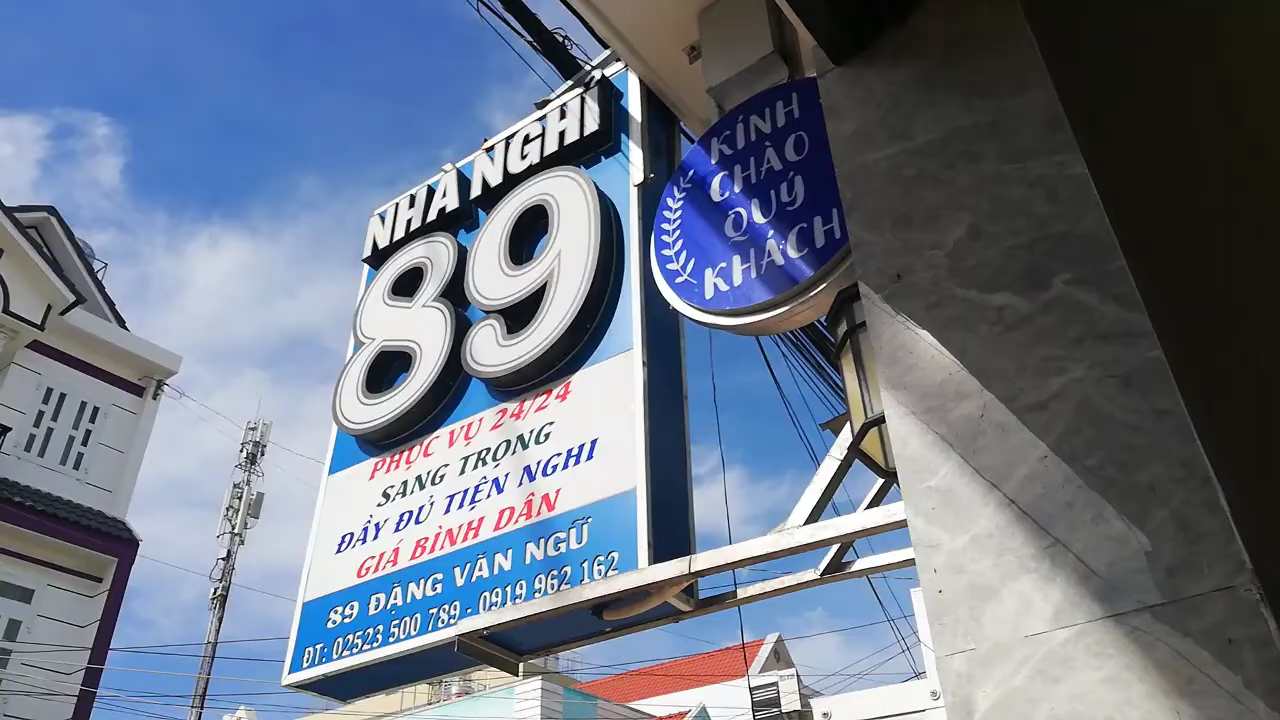 NHÀ NGHỈ
89
PHỤC VỤ 24/24
SANG TRỌNG
ĐẦY ĐỦ TIỆN NGHI
GIÁ BÌNH DÂN
89 ĐẶNG VĂN NGỮ
ĐT: 02523 500 789 - 0919 962 162
KÍNH
CHÀO
QUÝ
KHÁCH